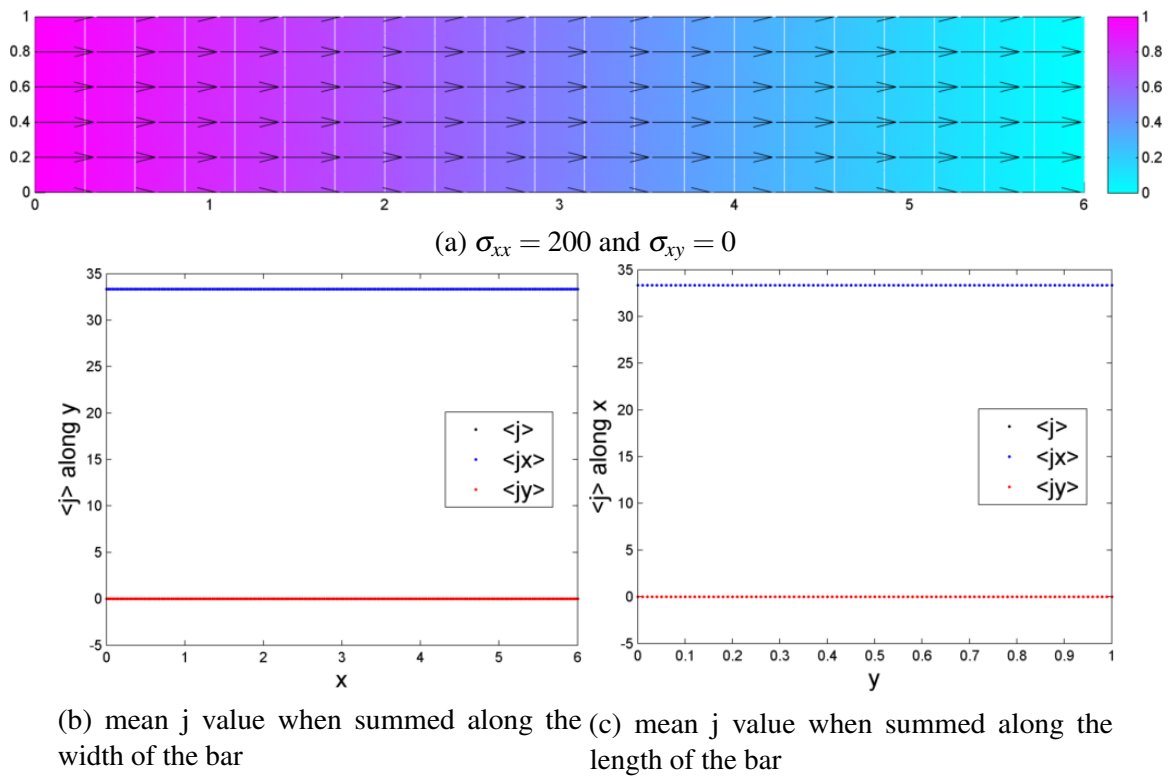 1
0.8
0.6
0.4
0.2
0
0 1 2 3 4 5 6
1
0.8
0.6
0.4
0.2
0
(a) σxx = 200 and σxy = 0
35
30
25
20
15
10
5
0
-5
<j> along y
<j>
<jx>
<jy>
0 1 2 3 4 5 6
x
(b) mean j value when summed along the
width of the bar
35
30
25
20
15
10
5
0
-5
<j> along x
<j>
<jx>
<jy>
0 0.1 0.2 0.3 0.4 0.5 0.6 0.7 0.8 0.9 1
y
(c) mean j value when summed along the
length of the bar